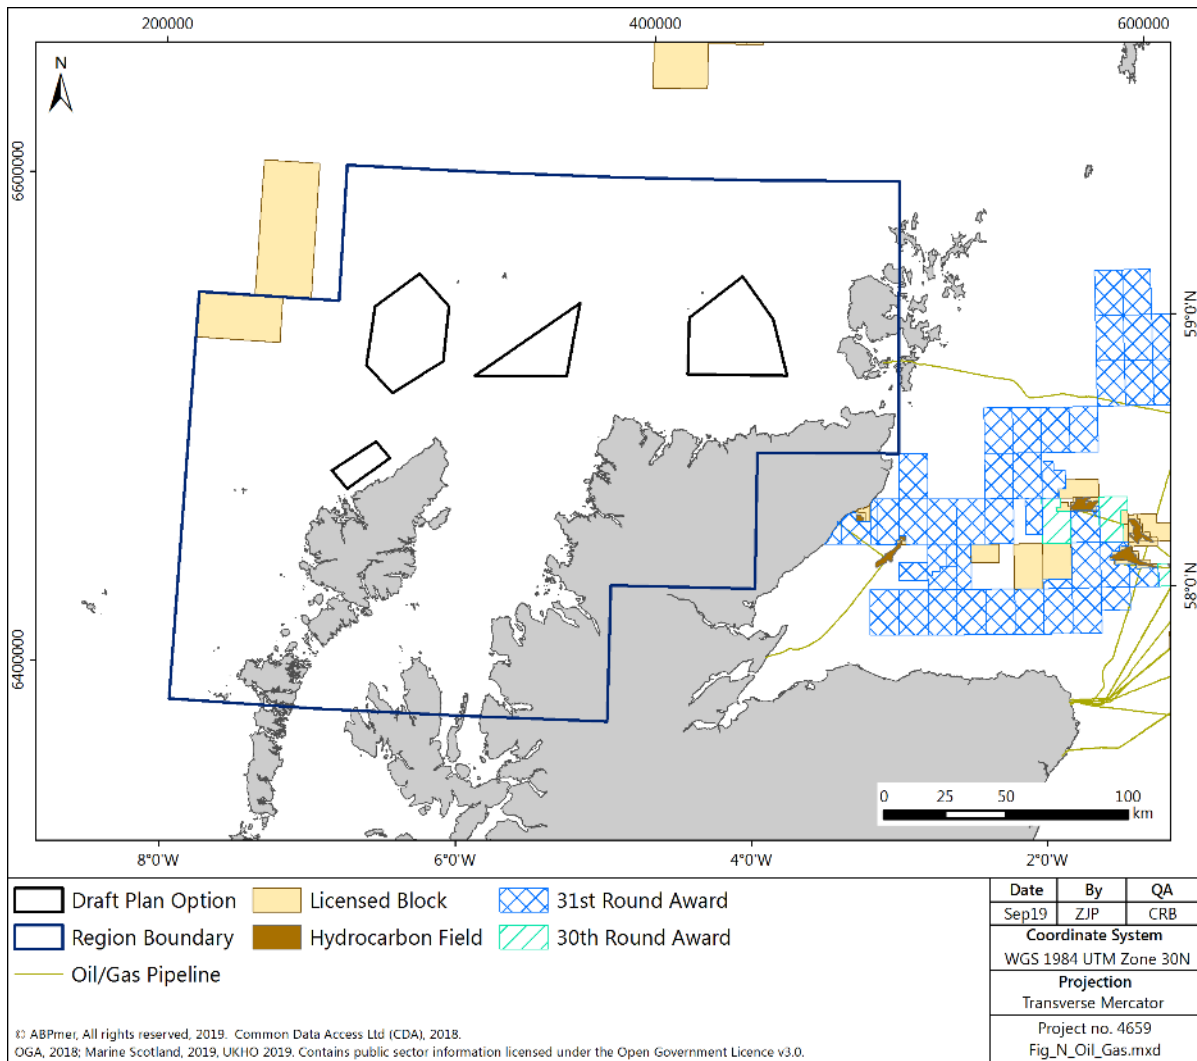 200000 400000 600000
N
6600000
59°0'N
58°0'N
6400000
0 25 50 100
km
8°0'W 6°0'W 4°0'W 2°0'W
Draft Plan Option Licensed Block 31st Round Award
Region Boundary Hydrocarbon Field 30th Round Award
Oil/Gas Pipeline
Date By QA
Sep19 ZJP CRB
Coordinate System
WGS 1984 UTM Zone 30N
Projection
Transverse Mercator
Project no. 4659
Fig_N_Oil_Gas.mxd
© ABPmer, All rights reserved, 2019. Common Data Access Ltd (CDA), 2018.
OGA, 2018; Marine Scotland, 2019, UKHO 2019. Contains public sector information licensed under the Open Government Licence v3.0.